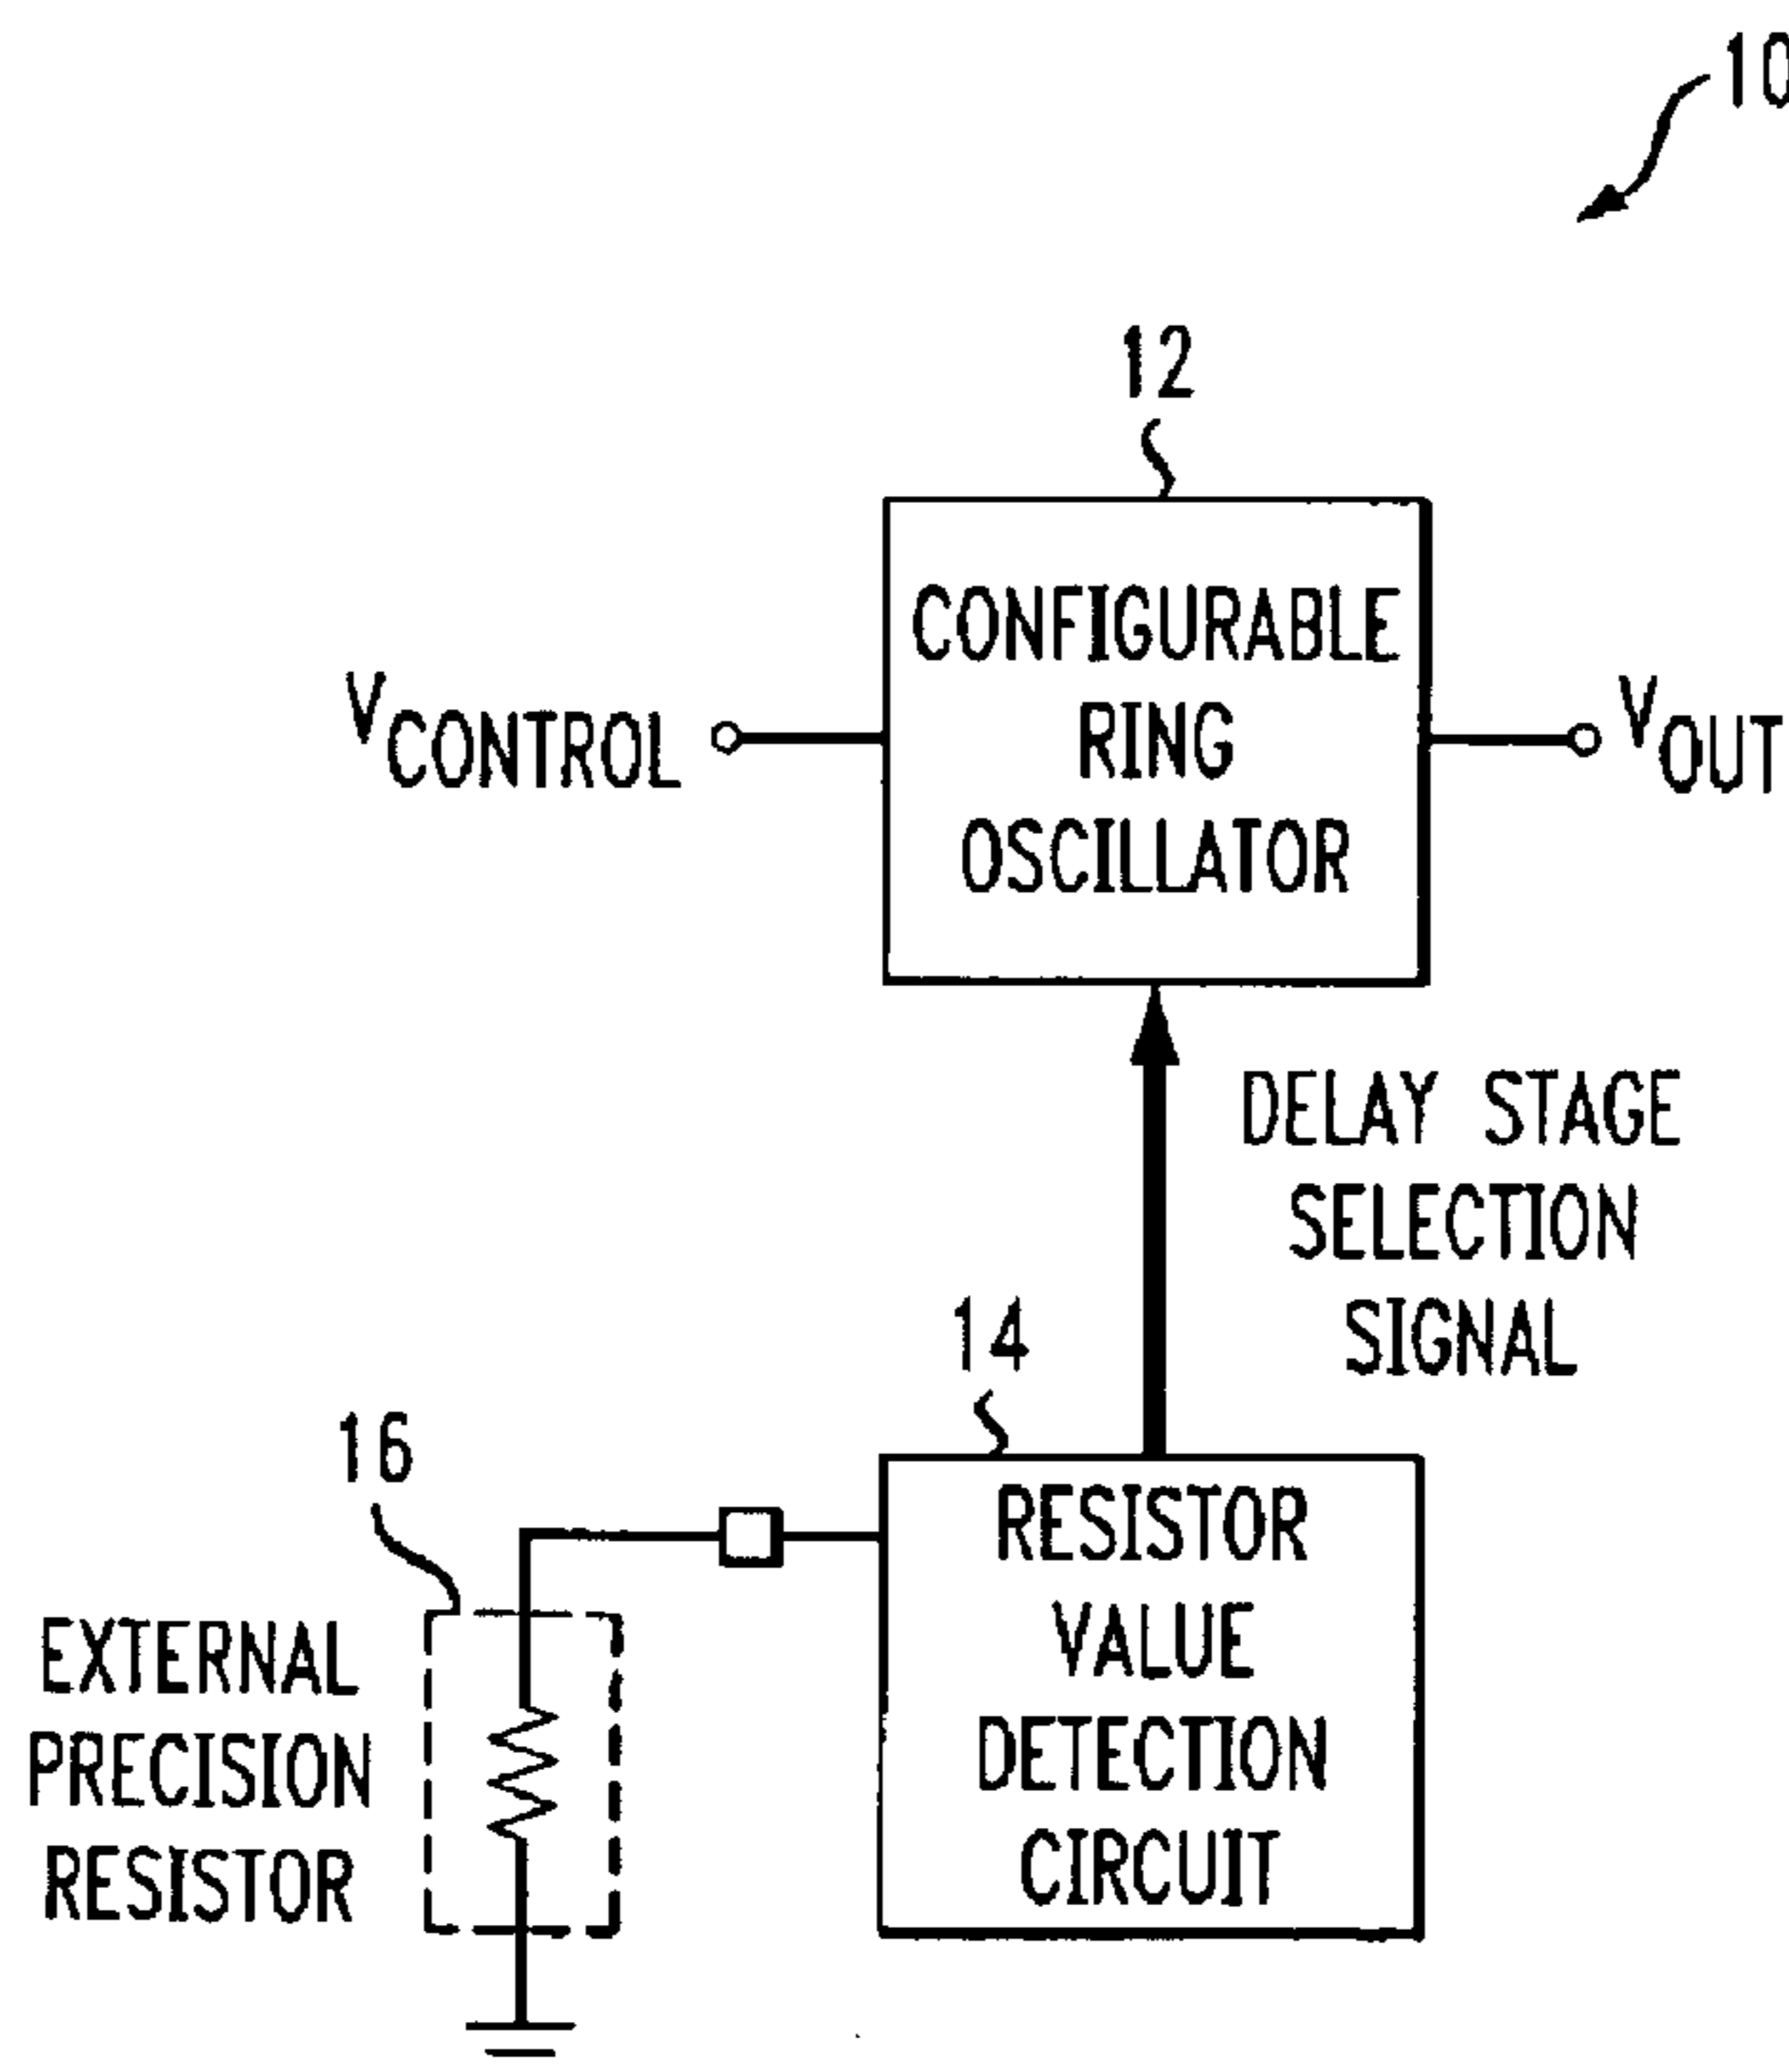 10
12
CONFIGURABLE
RING
OSCILLATOR
VCONTROL
VOUT
DELAY STAGE
SELECTION
SIGNAL
14
16
RESISTOR
VALUE
DETECTION
CIRCUIT
EXTERNAL
PRECISION
RESISTOR